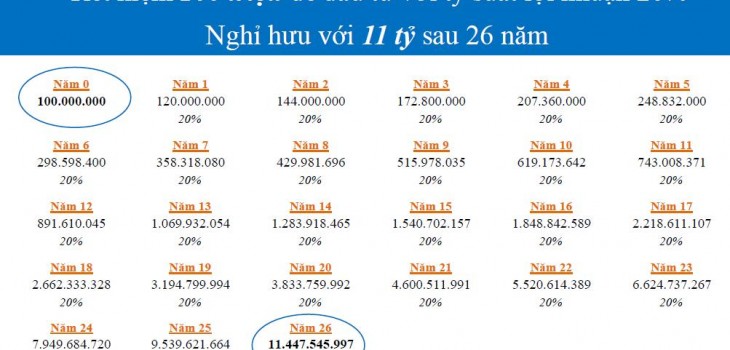 Nghỉ hưu với 11 tỷ sau 26 năm
Năm 0 Năm 1 Năm 2 Năm 3 Năm 4 Năm 5
100.000.000 120.000.000 144.000.000 172.800.000 207.360.000 248.832.000
20% 20% 20% 20% 20%
Năm 6 Năm 7 Năm 8 Năm 9 Năm 10 Năm 11
298.598.400 358.318.080 429.981.696 515.978.035 619.173.642 743.008.371
20% 20% 20% 20% 20% 20%
Năm 12 Năm 13 Năm 14 Năm 15 Năm 16 Năm 17
891.610.045 1.069.932.054 1.283.918.465 1.540.702.157 1.848.842.589 2.218.611.107
20% 20% 20% 20% 20% 20%
Năm 18 Năm 19 Năm 20 Năm 21 Năm 22 Năm 23
2.662.333.328 3.194.799.994 3.833.759.992 4.600.511.991 5.520.614.389 6.624.737.267
20% 20% 20% 20% 20% 20%
Năm 24 Năm 25 Năm 26
7.949.684.720 9.539.621.664 11.447.545.997